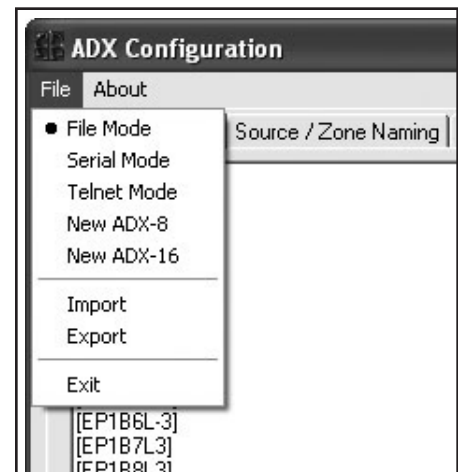 ADX Configuration
File About
File Mode
Source / Zone Naming
Serial Mode
Telnet Mode
New ADX-8
New ADX-16
Import
Export
Exit
[EP1B6L-3]
[EP1B7L3]
[EP1B8L3]